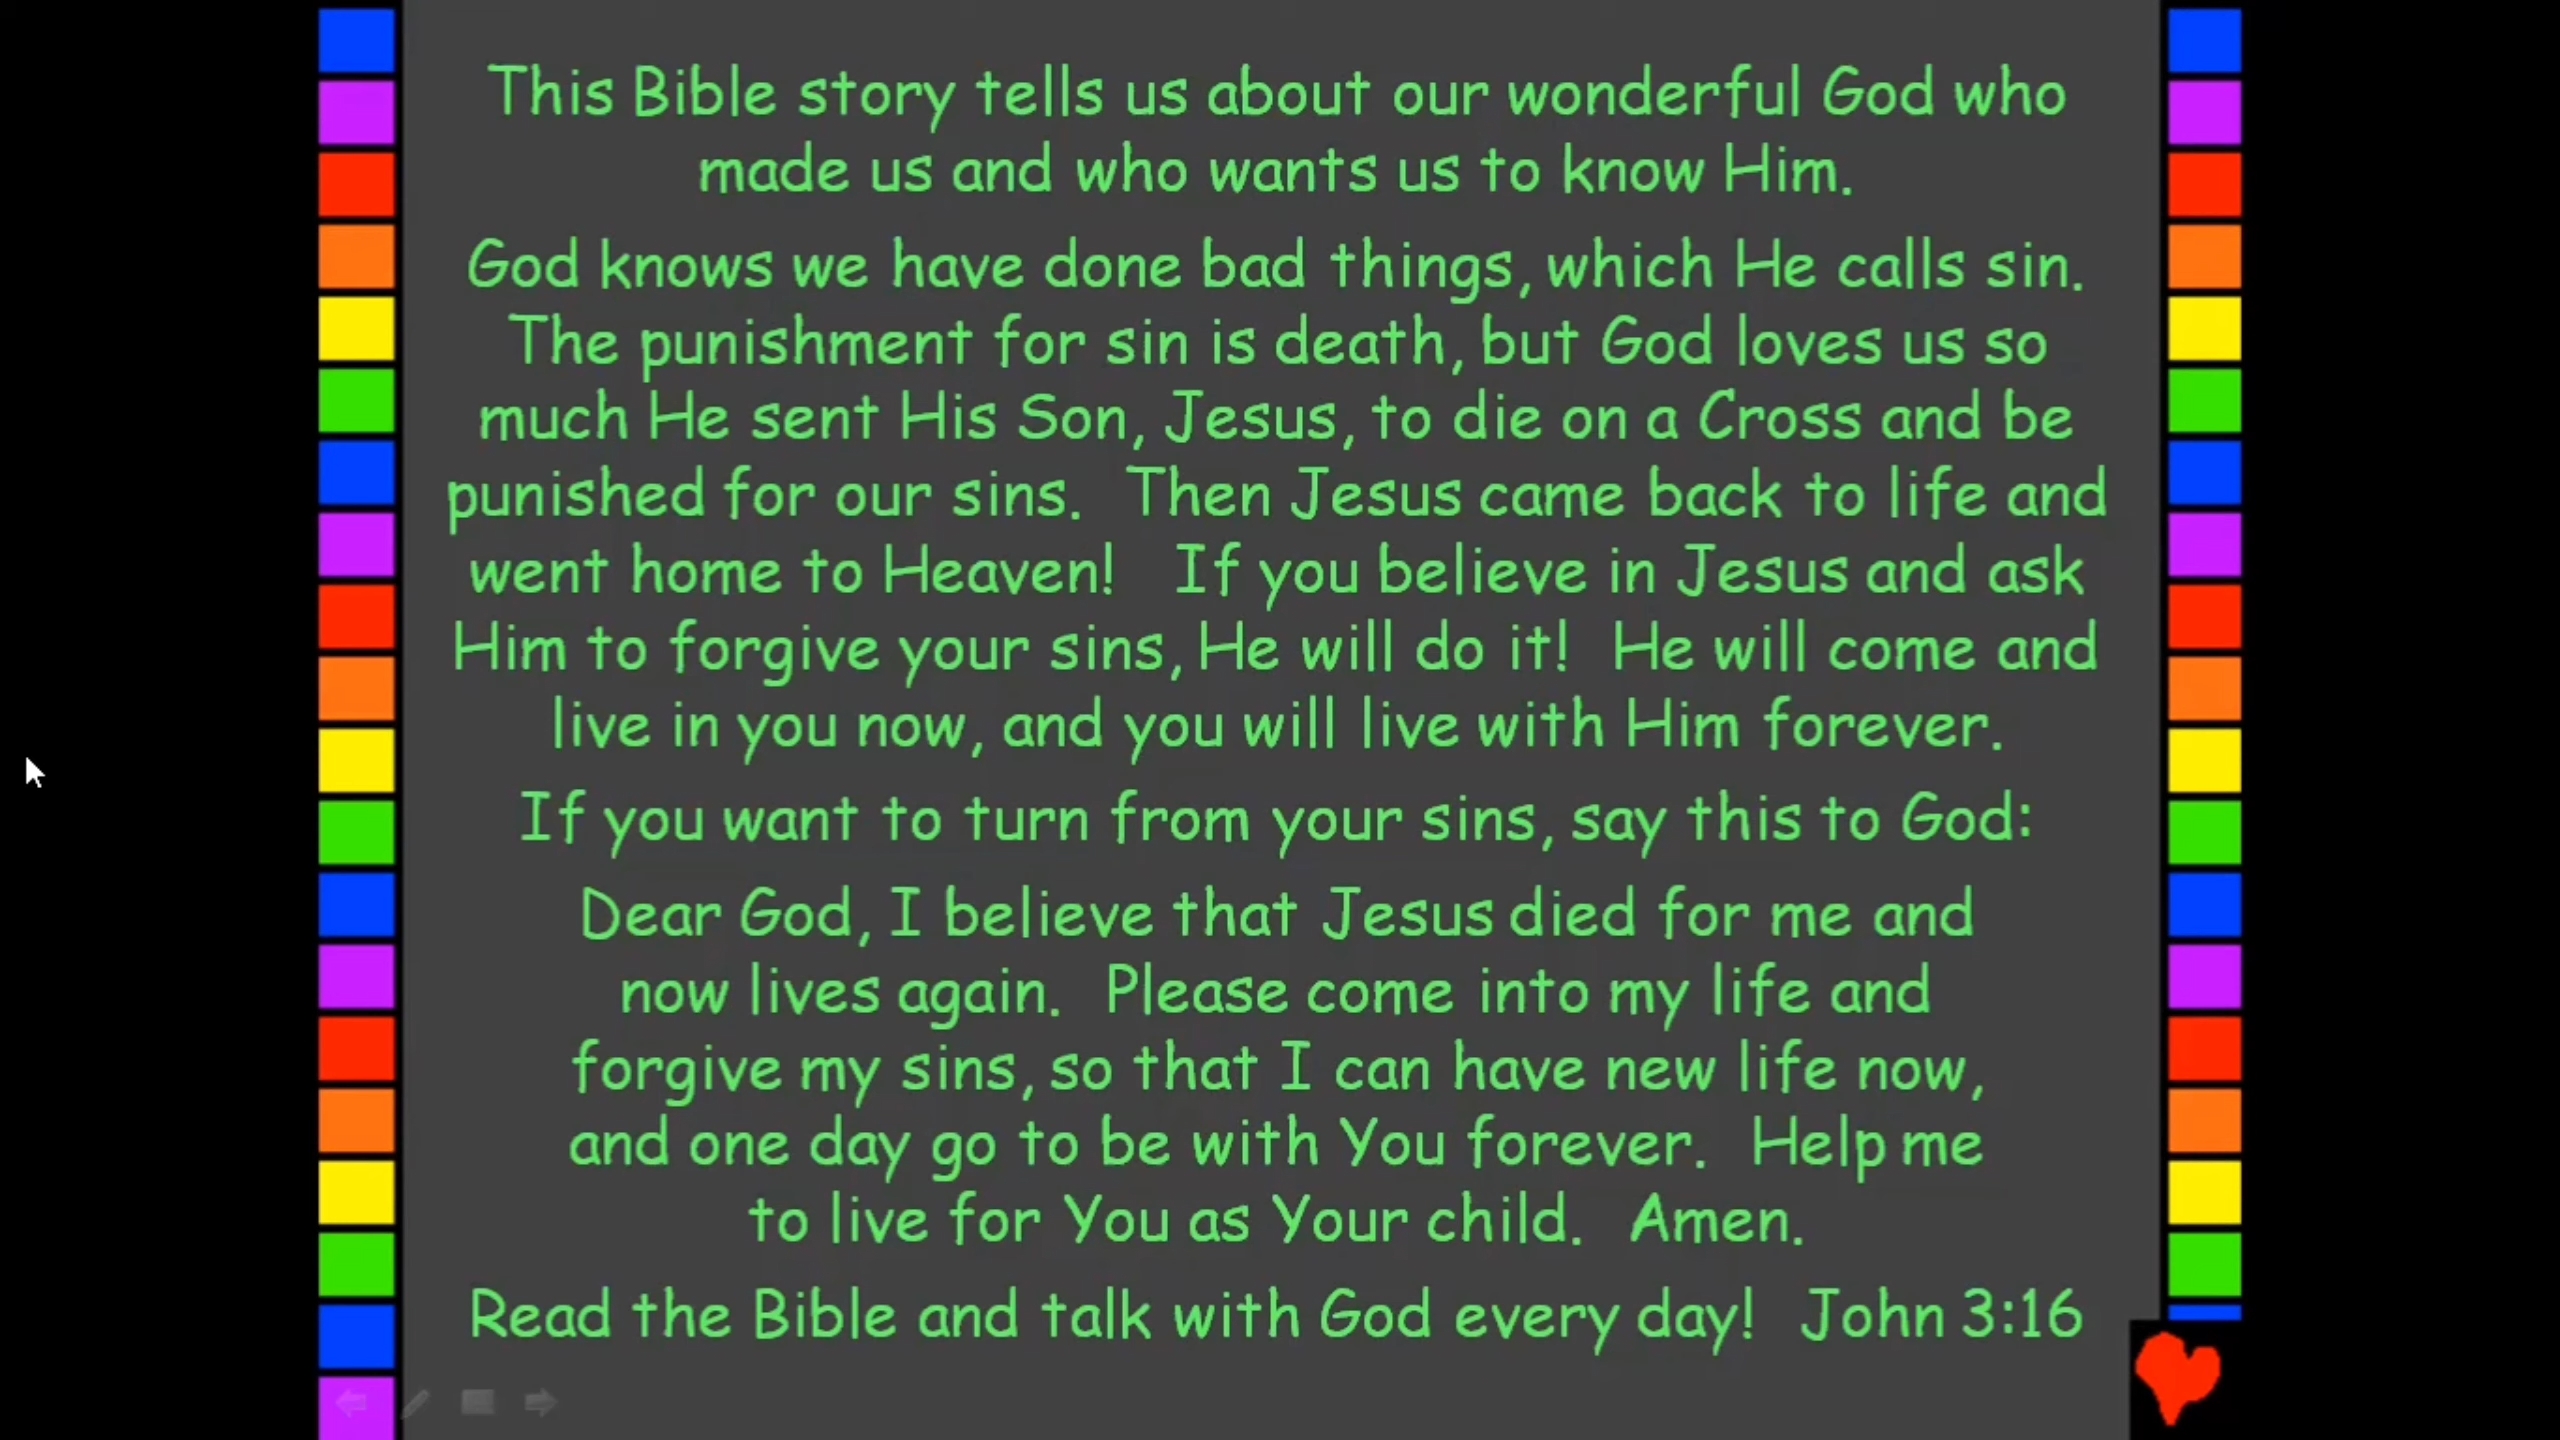 This Bible story tells us about our wonderful God who
made us and who wants us to know Him.
God knows we have done bad things, which He calls sin.
The punishment for sin is death, but God loves us so
much He sent His Son, Jesus, to die on a Cross and be
punished for our sins. Then Jesus came back to life and
went home to Heaven! If you believe in Jesus and ask
Him to forgive your sins, He will do it! He will come and
live in you now, and you will live with Him forever.
If you want to turn from your sins, say this to God:
Dear God, I believe that Jesus died for me and
now lives again. Please come into my life and
forgive my sins, so that I can have new life now,
and one day go to be with You forever. Help me
to live for You as Your child. Amen.
Read the Bible and talk with God every day! John 3:16